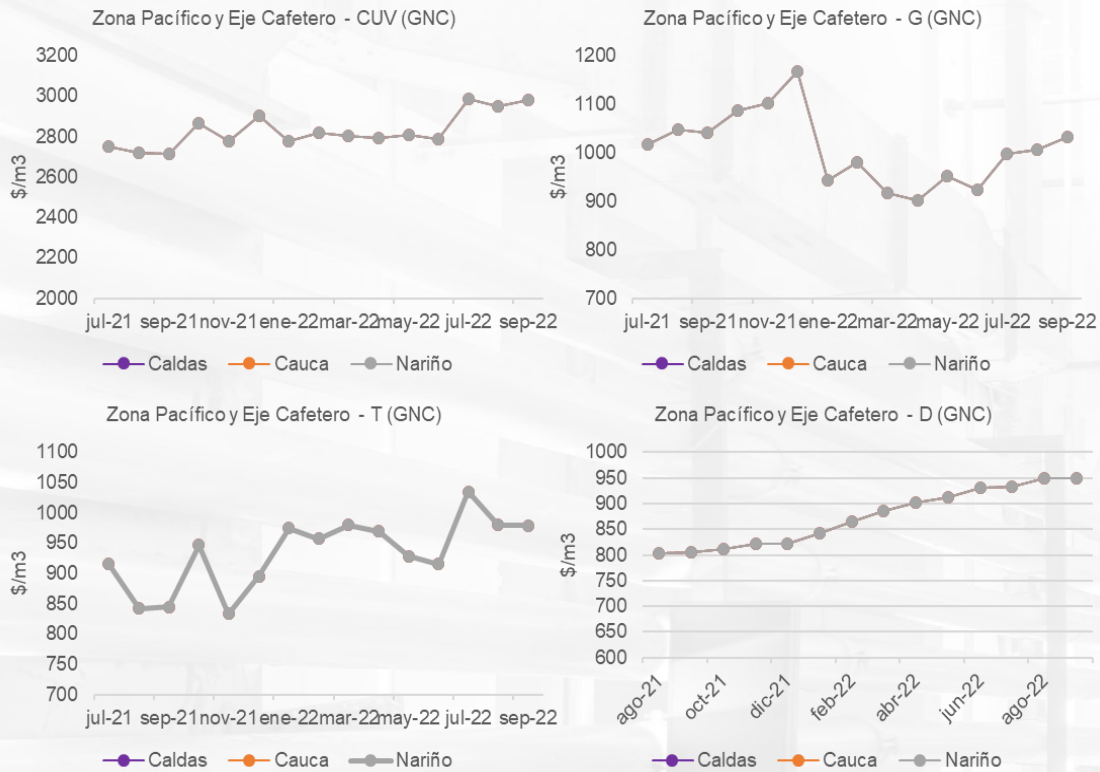 Zona Pacífico y Eje Cafetero - CUV (GNC)
3200
3000
2800
2600
2400
2200
2000
$/m3
jul-21 sep-21 nov-21 ene-22 mar-22 may-22 jul-22 sep-22
Caldas Cauca Nariño
Zona Pacífico y Eje Cafetero - G (GNC)
1200
1100
1000
900
800
700
$/m3
jul-21 sep-21 nov-21 ene-22 mar-22 may-22 jul-22 sep-22
Caldas Cauca Nariño
Zona Pacífico y Eje Cafetero - T (GNC)
1100
1050
1000
950
900
850
800
750
700
$/m3
jul-21 sep-21 nov-21 ene-22 mar-22 may-22 jul-22 sep-22
Caldas Cauca Nariño
Zona Pacífico y Eje Cafetero - D (GNC)
1000
950
900
850
800
750
700
650
600
$/m3
ago-21 oct-21 dic-21 feb-22 abr-22 jun-22 ago-22
Caldas Cauca Nariño